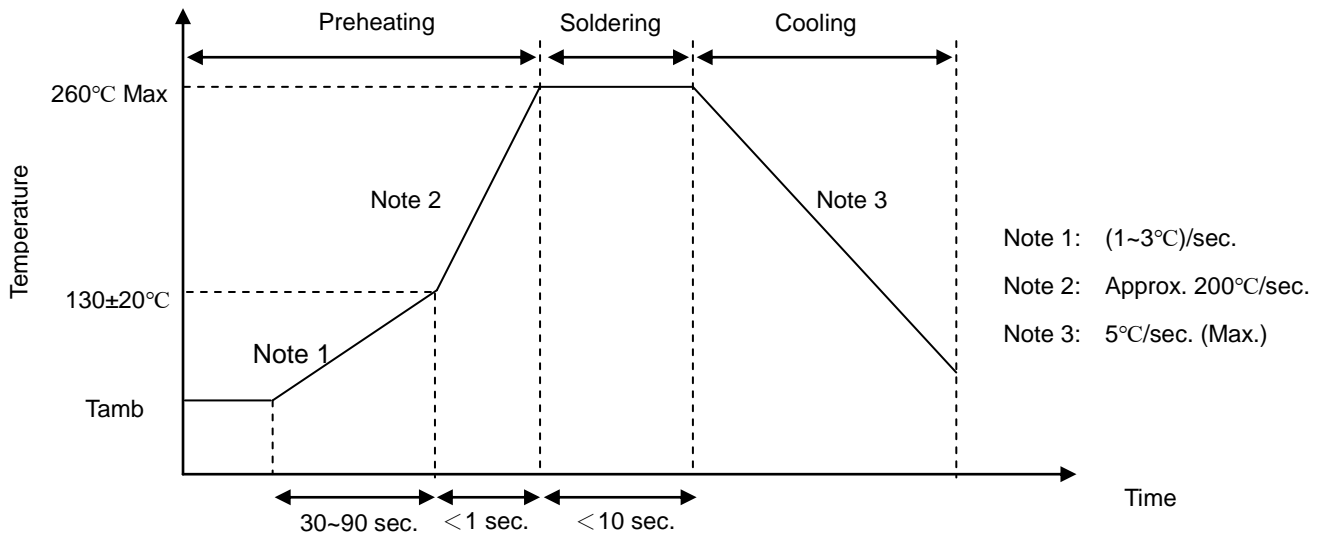 Preheating Soldering Cooling
260℃ Max
Temperature
Note 2
Note 3
Note 1: (1~3℃)/sec.
130±20℃
Note 2: Approx. 200℃/sec.
Note 3: 5℃/sec. (Max.)
Note 1
Tamb
Time
30~90 sec. ＜1 sec. ＜10 sec.